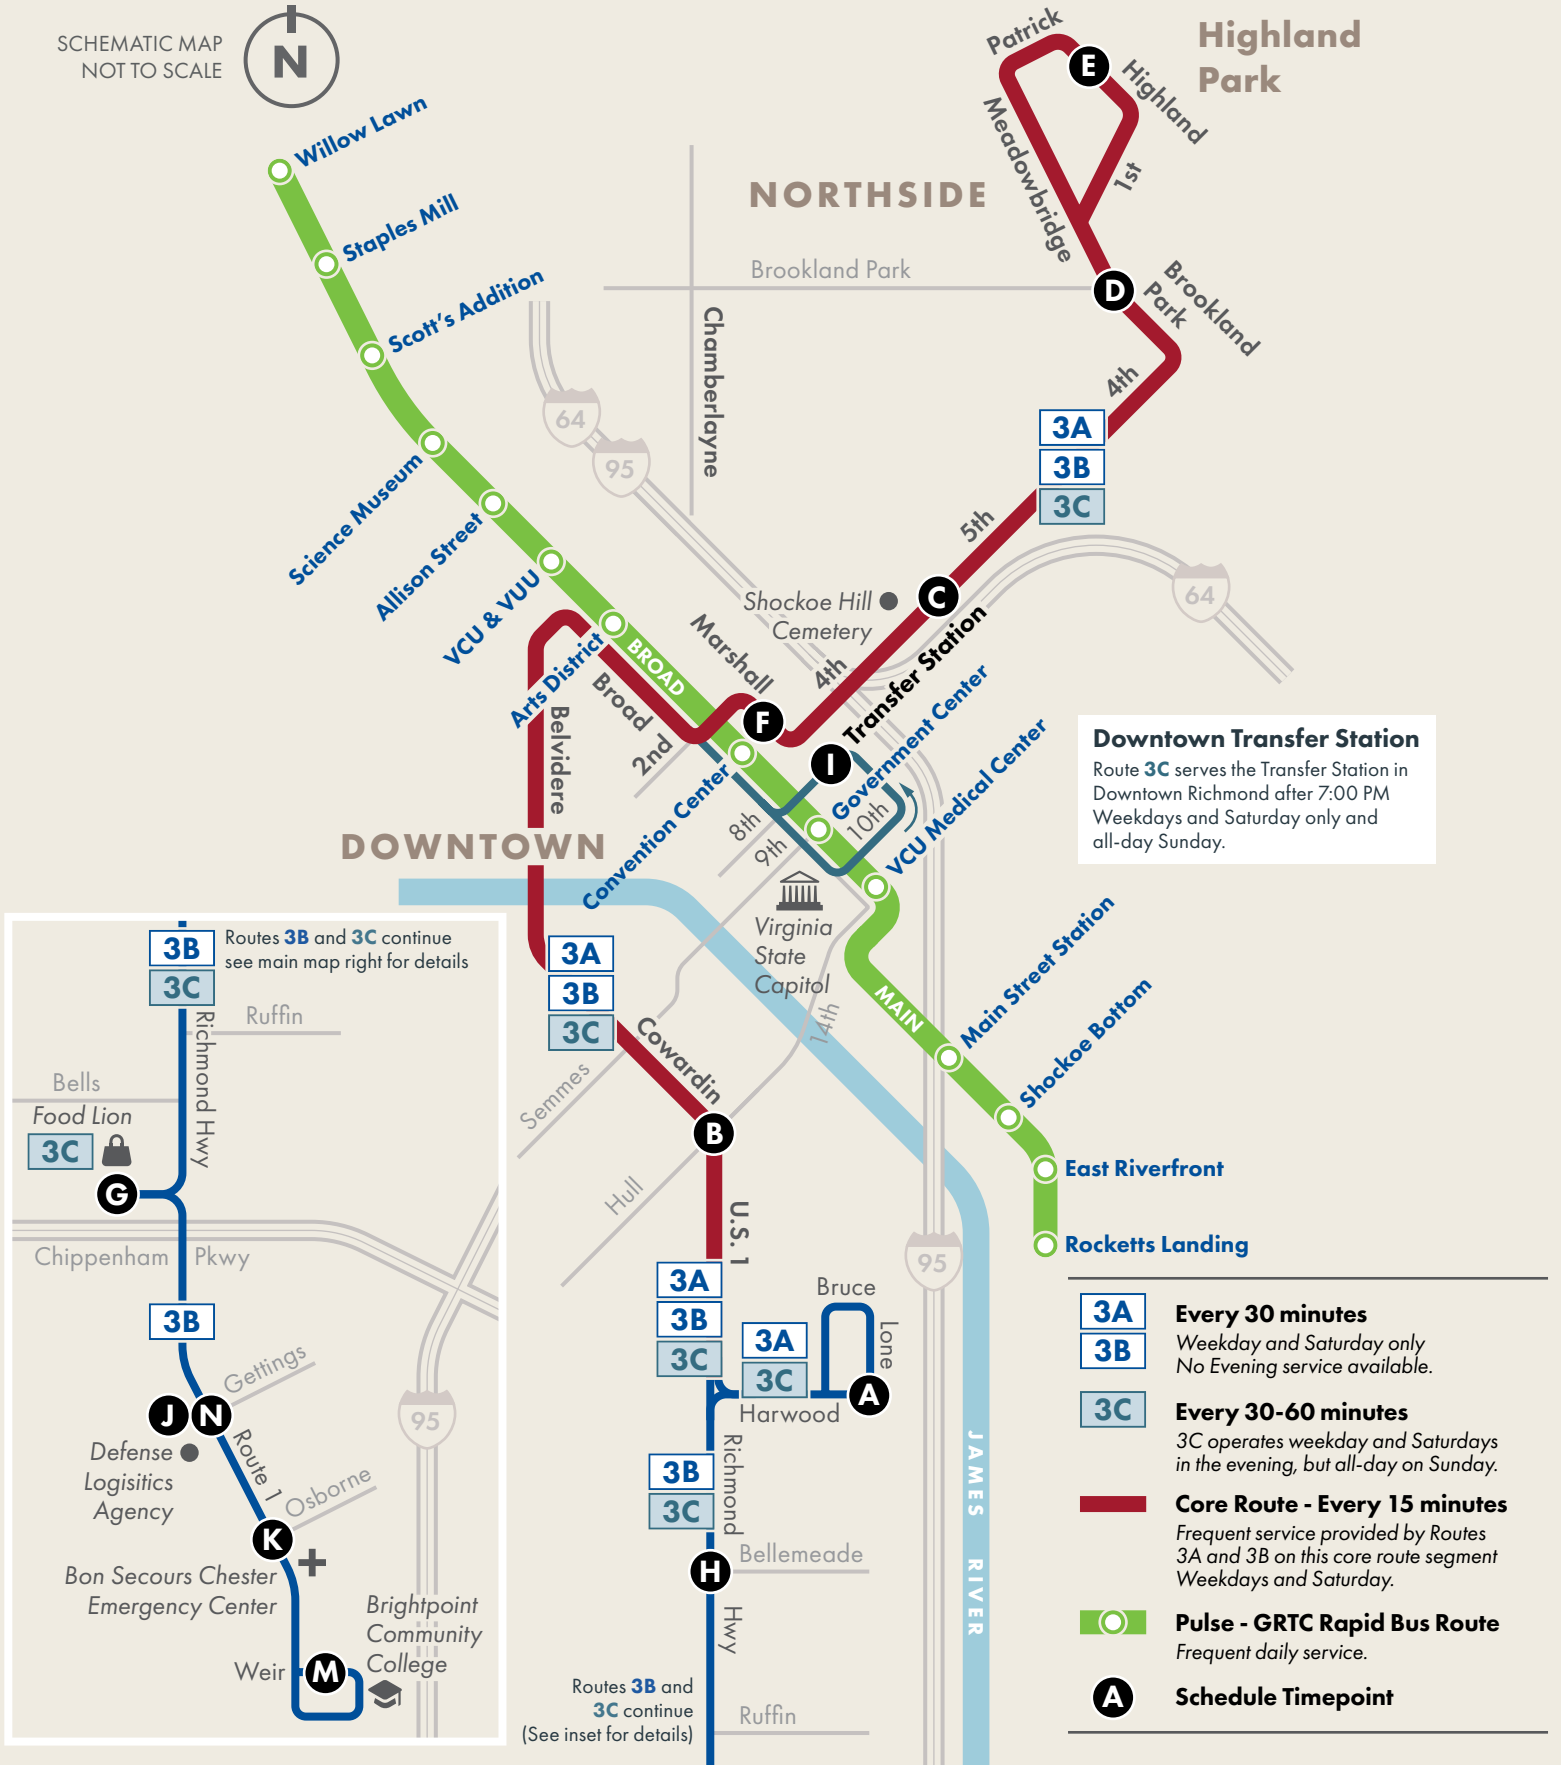 SCHEMATIC MAP
NOT TO SCALE
N
Highland
Park
Patrick
E
Highland
Meadowbridge
1st
NORTHSIDE
Brookland Park
D
Brookland
Park
Chamberlayne
4th
3A
3B
3C
5th
Willow Lawn
Staples Mill
Scott's Addition
Science Museum
Allison Street
VCU & VUU
Arts District
64
95
64
Shockoe Hill
Cemetery
C
Marshall
4th
Transfer Station
BROAD
Broad
2nd
F
I
Belvidere
Government Center
VCU Medical Center
Convention Center
8th
9th
10th
DOWNTOWN
Downtown Transfer Station
Route 3C serves the Transfer Station in
Downtown Richmond after 7:00 PM
Weekdays and Saturday only and
all-day Sunday.
Virginia
State
Capitol
14th
MAIN
Main Street Station
Shockoe Bottom
East Riverfront
Rocketts Landing
3A
3B
3C
Cowardin
Semmes
B
Hull
U.S. 1
95
3A
3B
3C
3A
3C
Bruce
Lone
A
Harwood
Richmond
3B
3C
H
Bellemeade
Hwy
JAMES RIVER
Routes 3B and
3C continue
(See inset for details)
Ruffin
3B
3C
Routes 3B and 3C continue
see main map right for details
Ruffin
Richmond Hwy
Bells
Food Lion
3C
G
Chippenham Pkwy
3B
Gettings
J
N
95
Defense
Logisitics
Agency
Route 1
Osborne
K
Bon Secours Chester
Emergency Center
Brightpoint
Community
College
Weir
M
3A
3B
Every 30 minutes
Weekday and Saturday only
No Evening service available.
3C
Every 30-60 minutes
3C operates weekday and Saturdays
in the evening, but all-day on Sunday.
Core Route - Every 15 minutes
Frequent service provided by Routes
3A and 3B on this core route segment
Weekdays and Saturday.
Pulse - GRTC Rapid Bus Route
Frequent daily service.
A
Schedule Timepoint